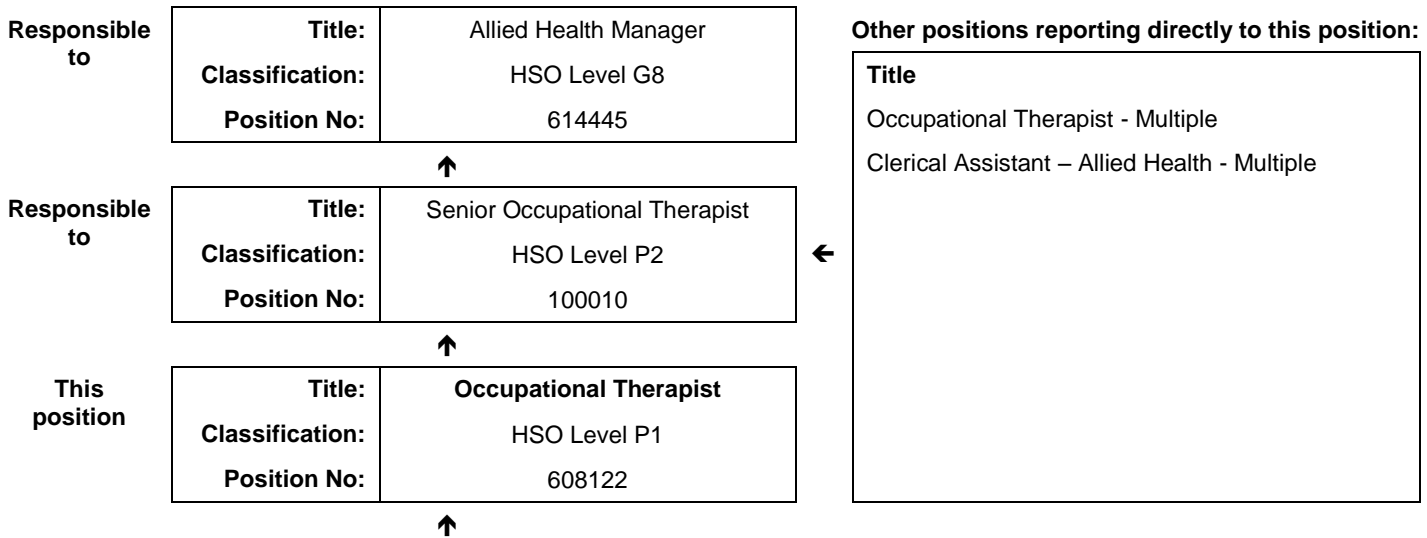 Responsible to
Title: Allied Health Manager
Classification: HSO Level G8
Position No: 614445
🡩
Responsible to
Title: Senior Occupational Therapist
Classification: HSO Level P2
Position No: 100010
🡩
This position
Title: Occupational Therapist
Classification: HSO Level P1
Position No: 608122
🡩
🡨
Other positions reporting directly to this position:
Title
Occupational Therapist - Multiple
Clerical Assistant – Allied Health - Multiple